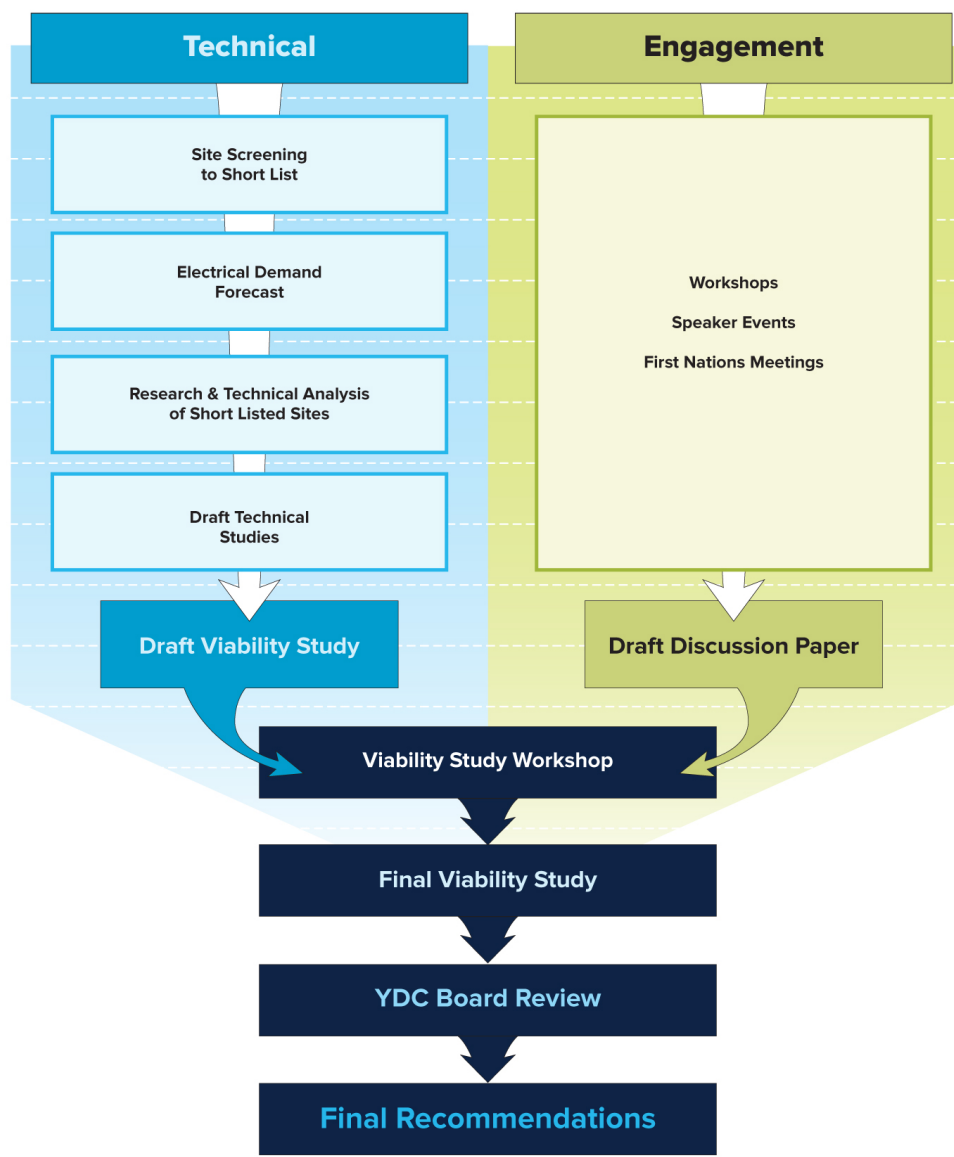 Technical
Site Screening
to Short List
Electrical Demand
Forecast
Research & Technical Analysis
of Short Listed Sites
Draft Technical
Studies
Draft Viability Study
Engagement
Workshops
Speaker Events
First Nations Meetings
Draft Discussion Paper
Viability Study Workshop
Final Viability Study
YDC Board Review
Final Recommendations